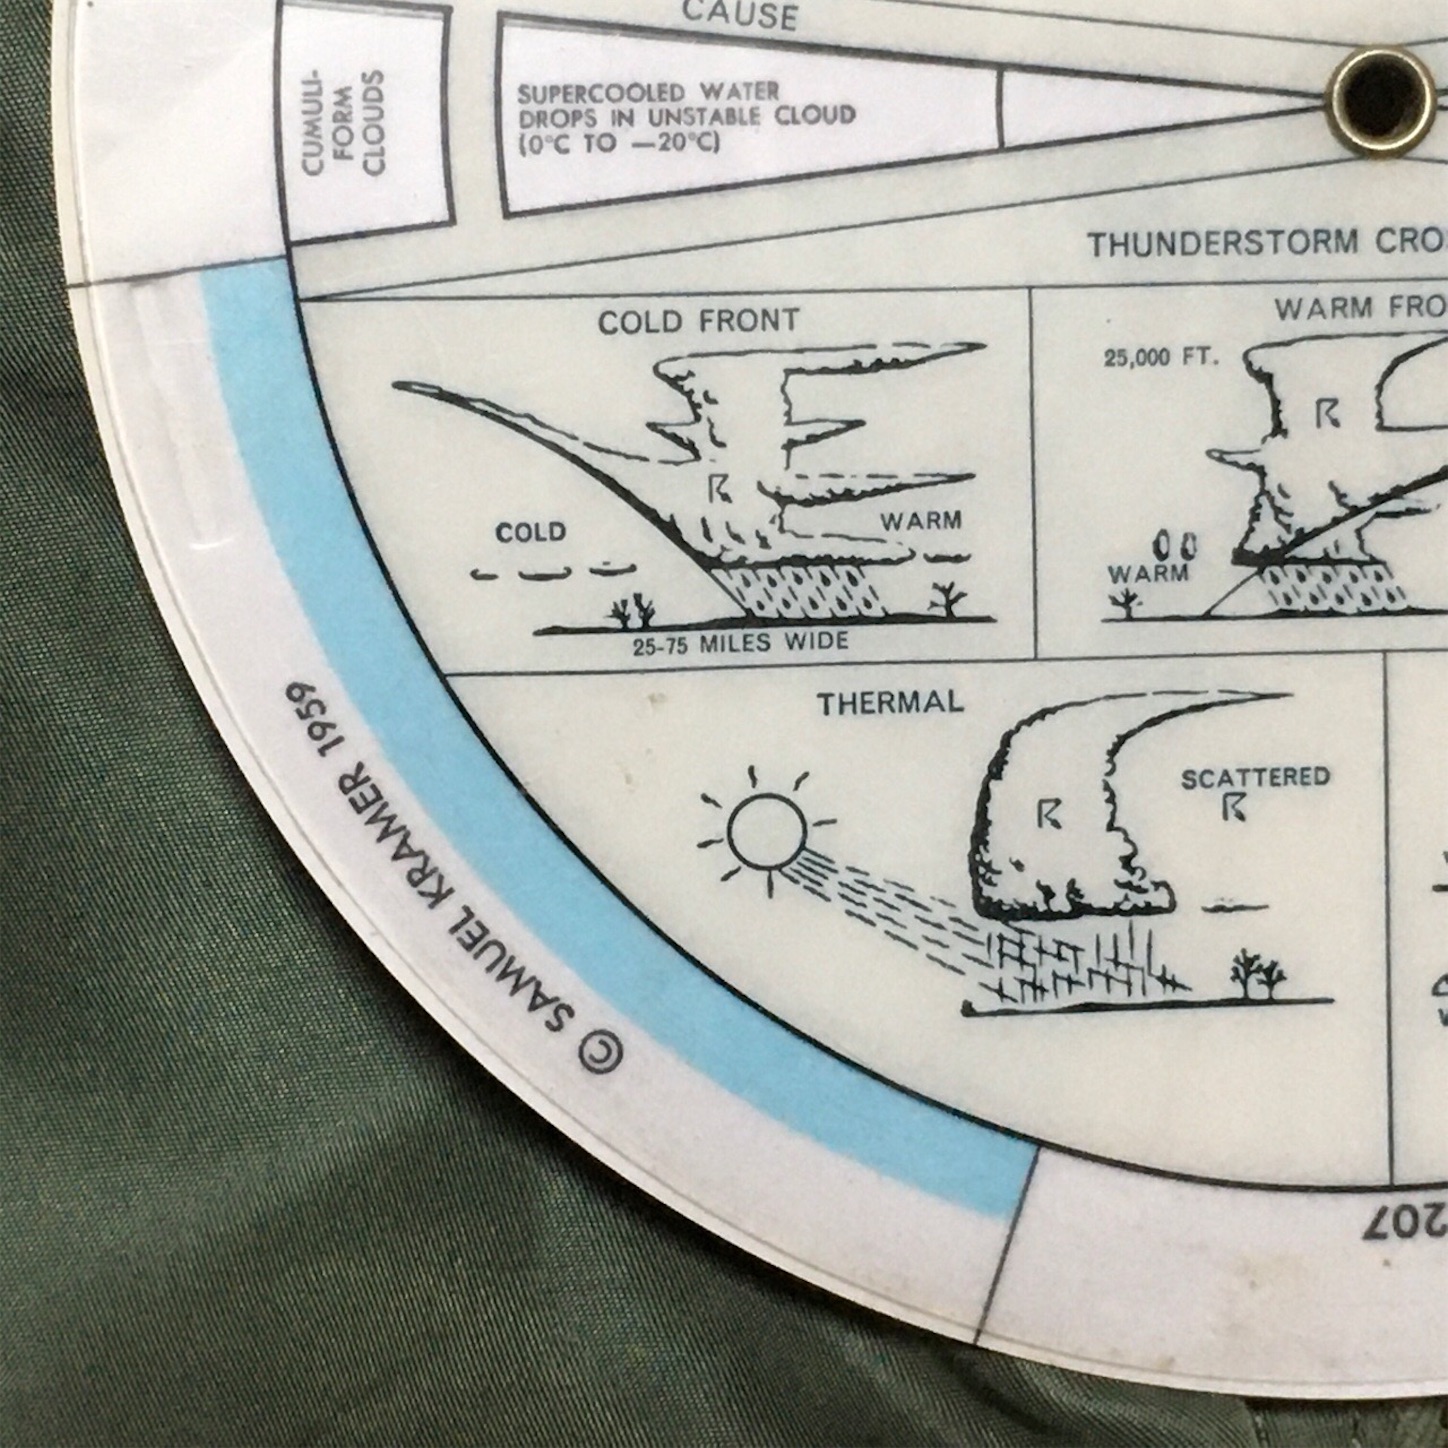 CAUSE
CUMULI-
FORM
CLOUDS
SUPERCOOLED WATER
DROPS IN UNSTABLE CLOUD
(0°C TO —20°C)
THUNDERSTORM CRO
COLD FRONT
COLD
WARM
25-75 MILES WIDE
WARM FRO
25,000 FT.
WARM
THERMAL
SCATTERED
© SAMUEL KRAMER 1959
207